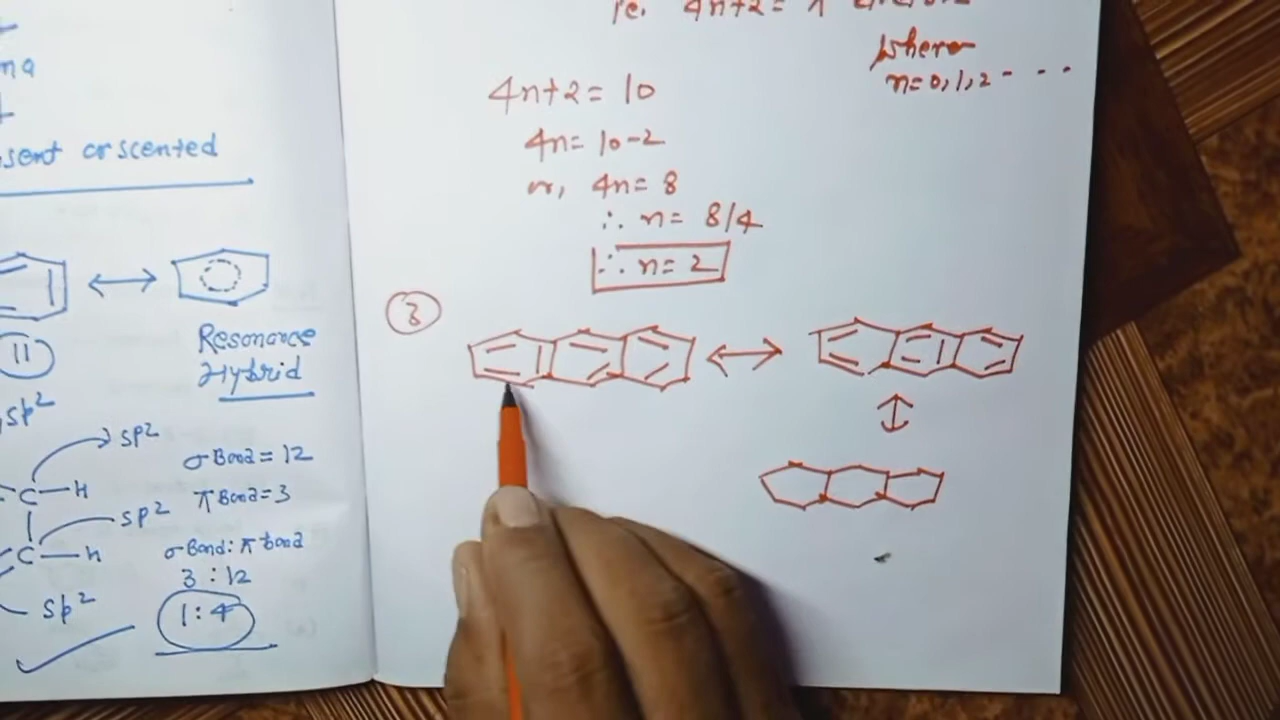 sent or scented
Resonance
Hybrid
11
sp²
sp²
C—H
σ Bond = 12
sp²
π Bond = 3
C—H
σ Bond : π bond
3 : 12
sp²
1 : 4
ie. 4n+2 = π
where
n=0,1,2 - - - -
4n+2 = 10
4n= 10-2
or, 4n= 8
∴ n= 8/4
∴ n= 2
3